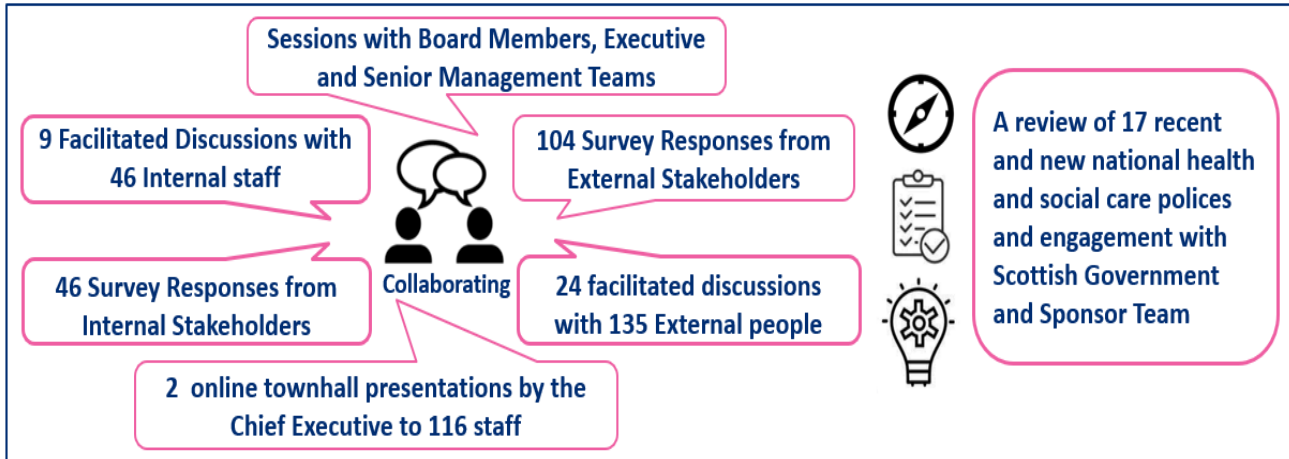 Sessions with Board Members, Executive
and Senior Management Teams
9 Facilitated Discussions with
46 Internal staff
104 Survey Responses from
External Stakeholders
46 Survey Responses from
Internal Stakeholders
Collaborating
24 facilitated discussions
with 135 External people
2 online townhall presentations by the
Chief Executive to 116 staff
A review of 17 recent
and new national health
and social care polices
and engagement with
Scottish Government
and Sponsor Team